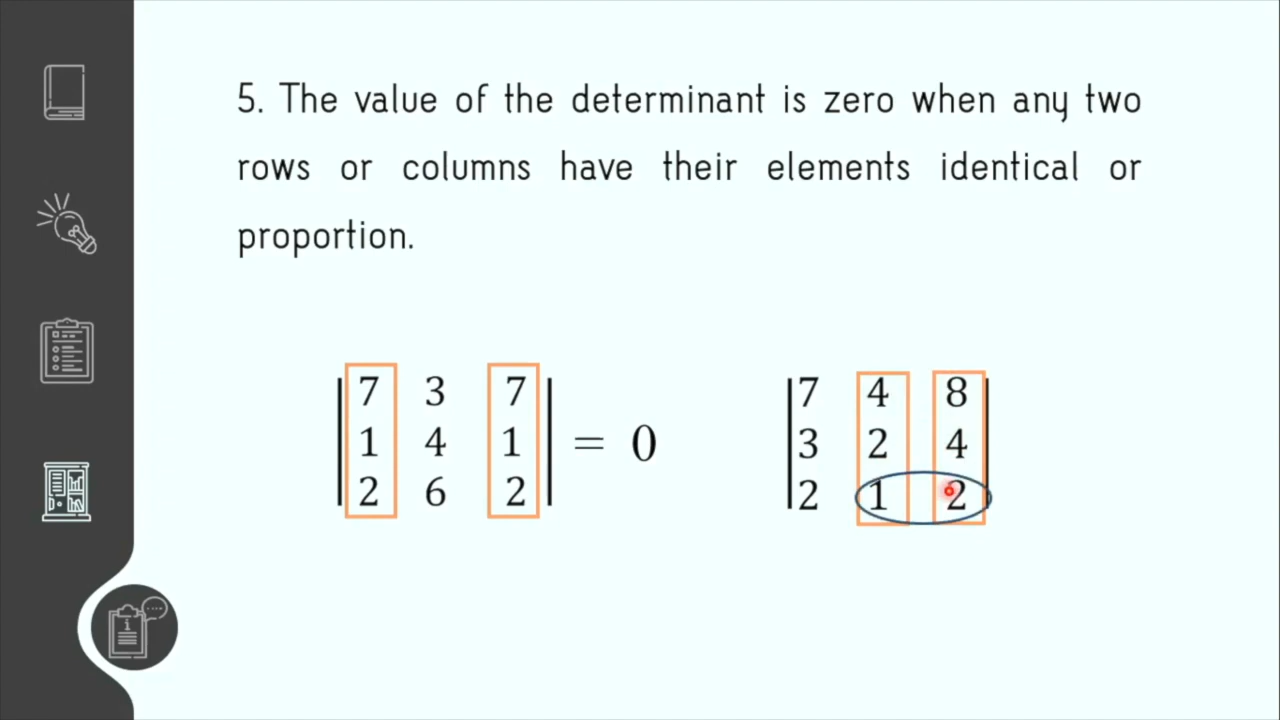 5. The value of the determinant is zero when any two
rows or columns have their elements identical or
proportion.
7 3 7
1 4 1
2 6 2
= 0
7 4 8
3 2 4
2 1 2